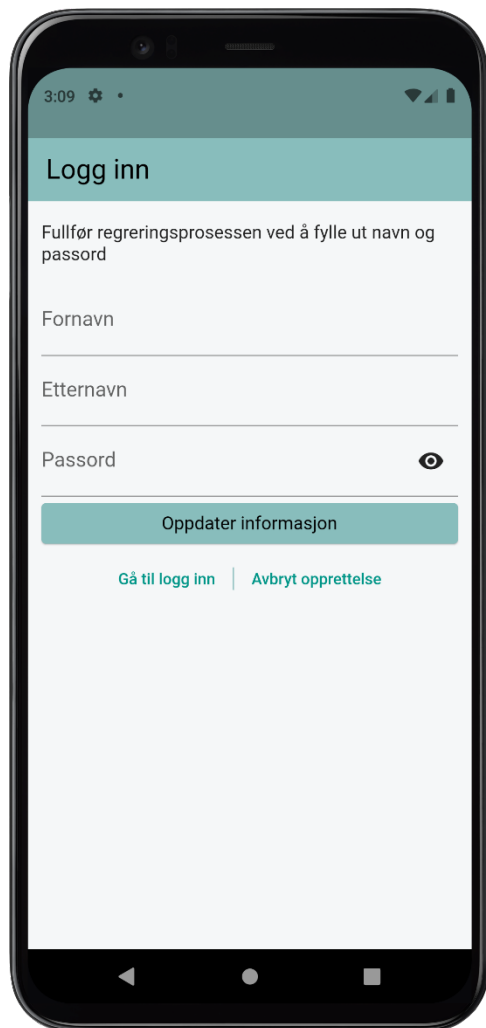 3:09
Logg inn
Fullfør regreringsprosessen ved å fylle ut navn og
passord
Fornavn
Etternavn
Passord
Oppdater informasjon
Gå til logg inn | Avbryt opprettelse